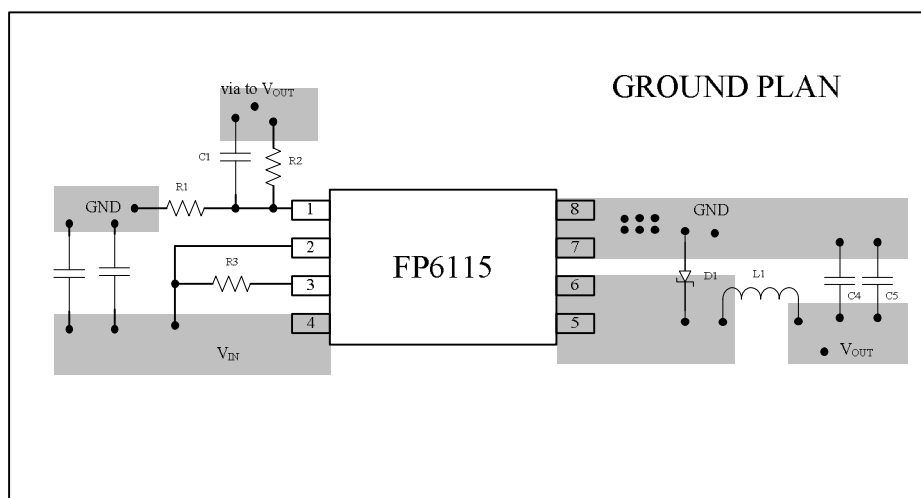 GROUND PLAN
via to VOUT
C1
R2
R1
GND
1
2
R3
3
4
VIN
FP6115
8
7
6
5
GND
D1
L1
C4
C5
VOUT